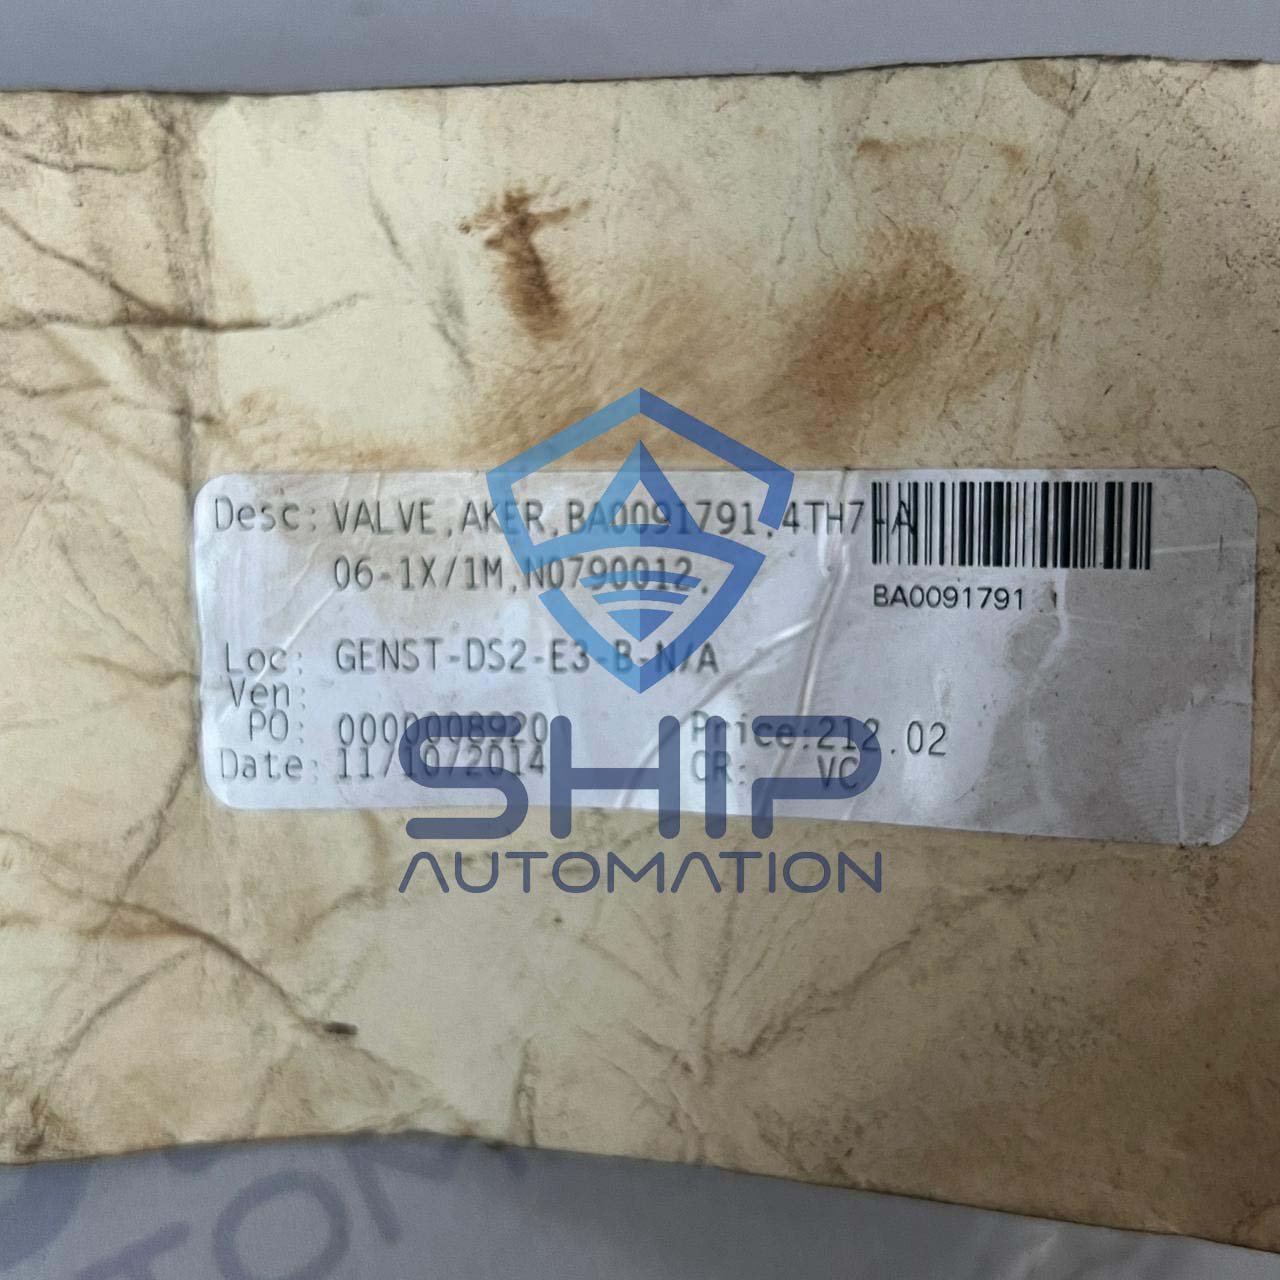 Desc: VALVE,AKER,BA0091791,4TH7-A
06-1X/1M,N0790012,
BA0091791
Loc: GENST-DS2-E3-B-N/A
Ven:
PO: 0000008920 Price:212.02
Date: 11/10/2014 CR: VC
SHIP
AUTOMATION